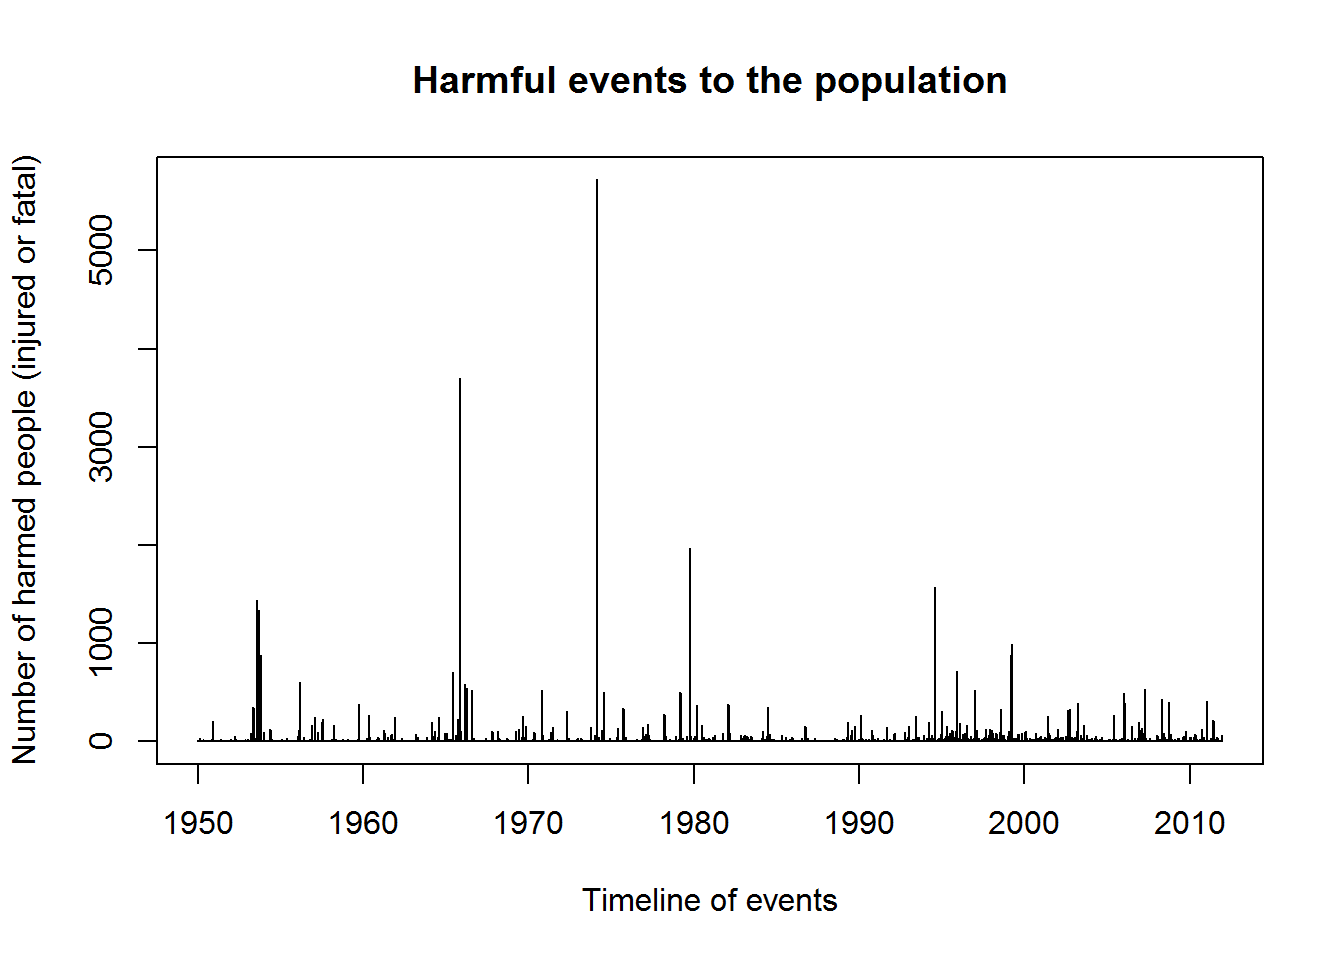 Harmful events to the population
Number of harmed people (injured or fatal)
5000
3000
1000
0
1950 1960 1970 1980 1990 2000 2010
Timeline of events